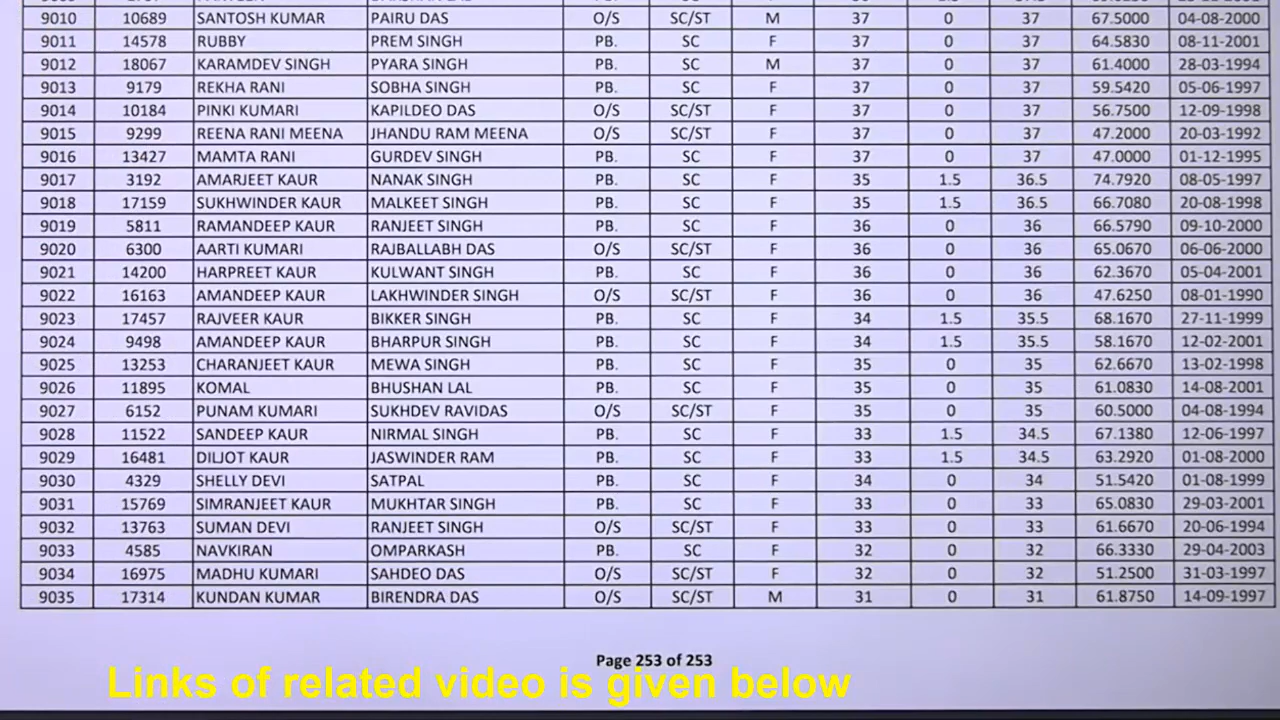 9010 10689 SANTOSH KUMAR PAIRU DAS O/S SC/ST M 37 0 37 67.5000 04-08-2000
9011 14578 RUBBY PREM SINGH PB. SC F 37 0 37 64.5830 08-11-2001
9012 18067 KARAMDEV SINGH PYARA SINGH PB. SC M 37 0 37 61.4000 28-03-1994
9013 9179 REKHA RANI SOBHA SINGH PB. SC F 37 0 37 59.5420 05-06-1997
9014 10184 PINKI KUMARI KAPILDEO DAS O/S SC/ST F 37 0 37 56.7500 12-09-1998
9015 9299 REENA RANI MEENA JHANDU RAM MEENA O/S SC/ST F 37 0 37 47.2000 20-03-1992
9016 13427 MAMTA RANI GURDEV SINGH PB. SC F 37 0 37 47.0000 01-12-1995
9017 3192 AMARJEET KAUR NANAK SINGH PB. SC F 35 1.5 36.5 74.7920 08-05-1997
9018 17159 SUKHWINDER KAUR MALKEET SINGH PB. SC F 35 1.5 36.5 66.7080 20-08-1998
9019 5811 RAMANDEEP KAUR RANJEET SINGH PB. SC F 36 0 36 66.5790 09-10-2000
9020 6300 AARTI KUMARI RAJBALLABH DAS O/S SC/ST F 36 0 36 65.0670 06-06-2000
9021 14200 HARPREET KAUR KULWANT SINGH PB. SC F 36 0 36 62.3670 05-04-2001
9022 16163 AMANDEEP KAUR LAKHWINDER SINGH O/S SC/ST F 36 0 36 47.6250 08-01-1990
9023 17457 RAJVEER KAUR BIKKER SINGH PB. SC F 34 1.5 35.5 68.1670 27-11-1999
9024 9498 AMANDEEP KAUR BHARPUR SINGH PB. SC F 34 1.5 35.5 58.1670 12-02-2001
9025 13253 CHARANJEET KAUR MEWA SINGH PB. SC F 35 0 35 62.6670 13-02-1998
9026 11895 KOMAL BHUSHAN LAL PB. SC F 35 0 35 61.0830 14-08-2001
9027 6152 PUNAM KUMARI SUKHDEV RAVIDAS O/S SC/ST F 35 0 35 60.5000 04-08-1994
9028 11522 SANDEEP KAUR NIRMAL SINGH PB. SC F 33 1.5 34.5 67.1380 12-06-1997
9029 16481 DILJOT KAUR JASWINDER RAM PB. SC F 33 1.5 34.5 63.2920 01-08-2000
9030 4329 SHELLY DEVI SATPAL PB. SC F 34 0 34 51.5420 01-08-1999
9031 15769 SIMRANJEET KAUR MUKHTAR SINGH PB. SC F 33 0 33 65.0830 29-03-2001
9032 13763 SUMAN DEVI RANJEET SINGH O/S SC/ST F 33 0 33 61.6670 20-06-1994
9033 4585 NAVKIRAN OMPARKASH PB. SC F 32 0 32 66.3330 29-04-2003
9034 16975 MADHU KUMARI SAHDEO DAS O/S SC/ST F 32 0 32 51.2500 31-03-1997
9035 17314 KUNDAN KUMAR BIRENDRA DAS O/S SC/ST M 31 0 31 61.8750 14-09-1997
Page 253 of 253
Links of related video is given below